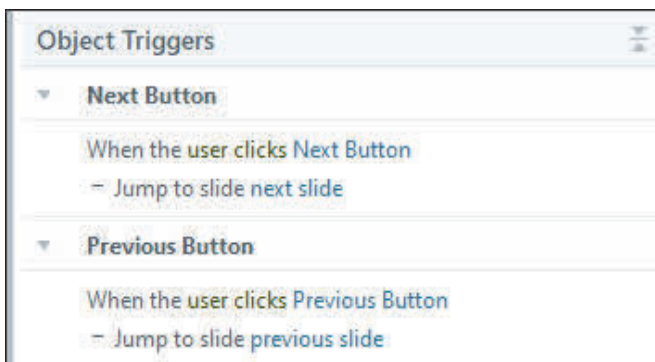 Object Triggers
Next Button
When the user clicks Next Button
– Jump to slide next slide
Previous Button
When the user clicks Previous Button
– Jump to slide previous slide